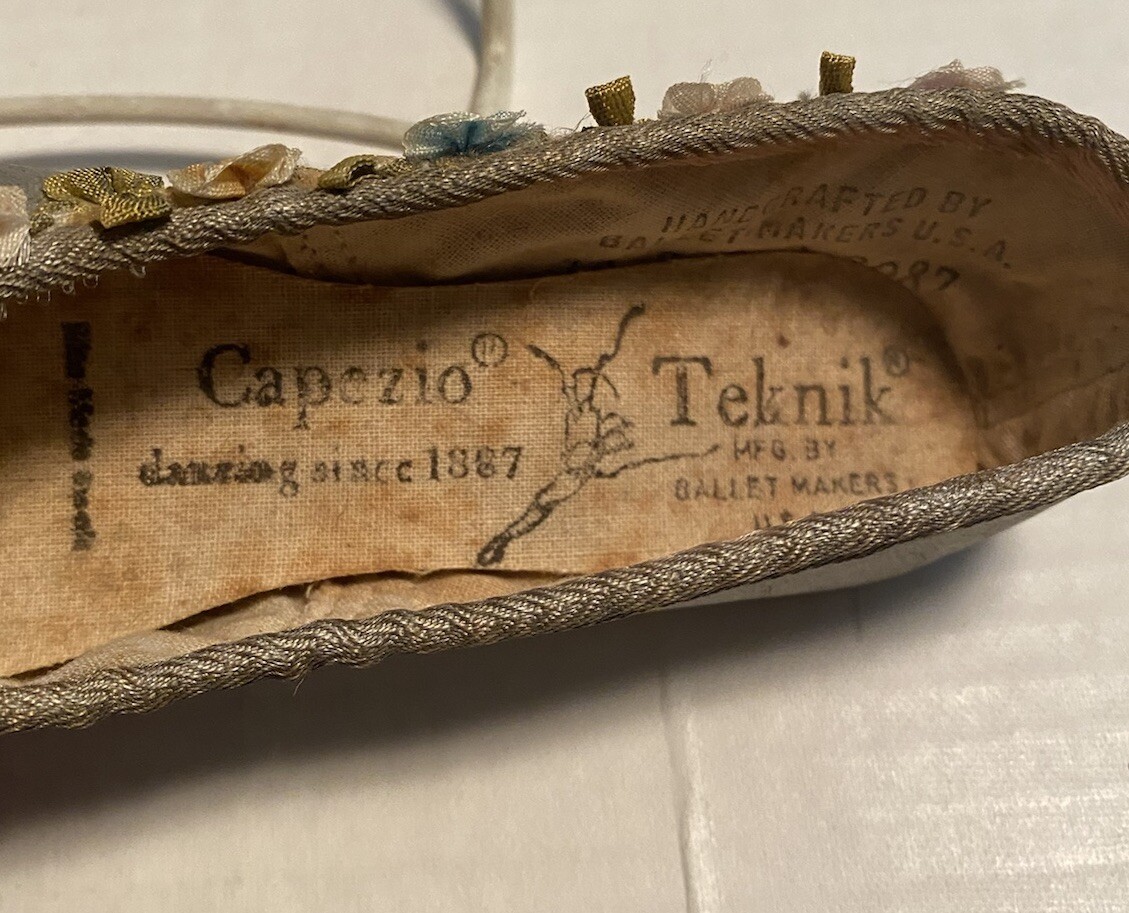 HANDCRAFTED BY
BALLET MAKERS U.S.A.
Capezio®
dancing since 1887
Teknik®
MFG. BY
BALLET MAKERS